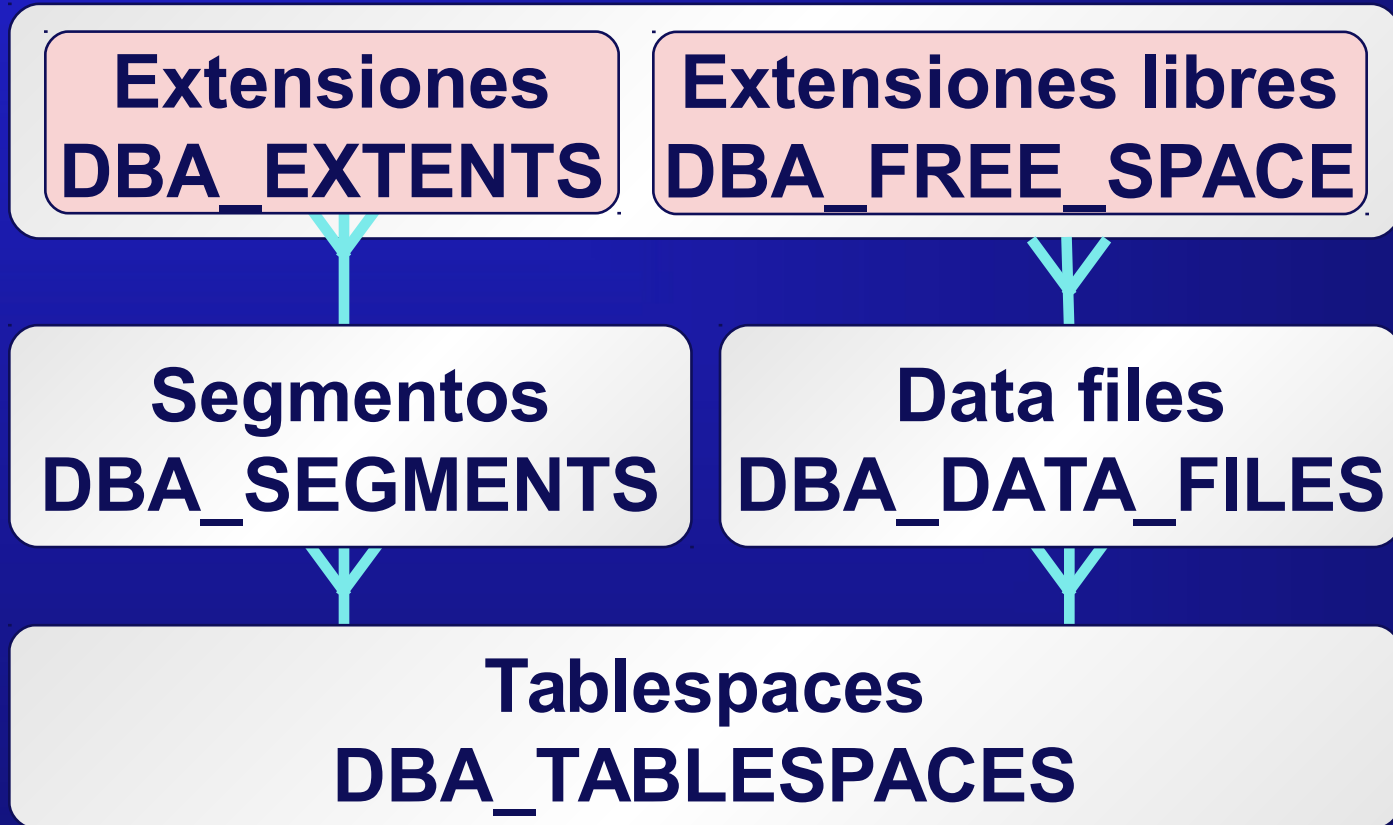 Extensiones
DBA_EXTENTS
Extensiones libres
DBA_FREE_SPACE
Segmentos
DBA_SEGMENTS
Data files
DBA_DATA_FILES
Tablespaces
DBA_TABLESPACES